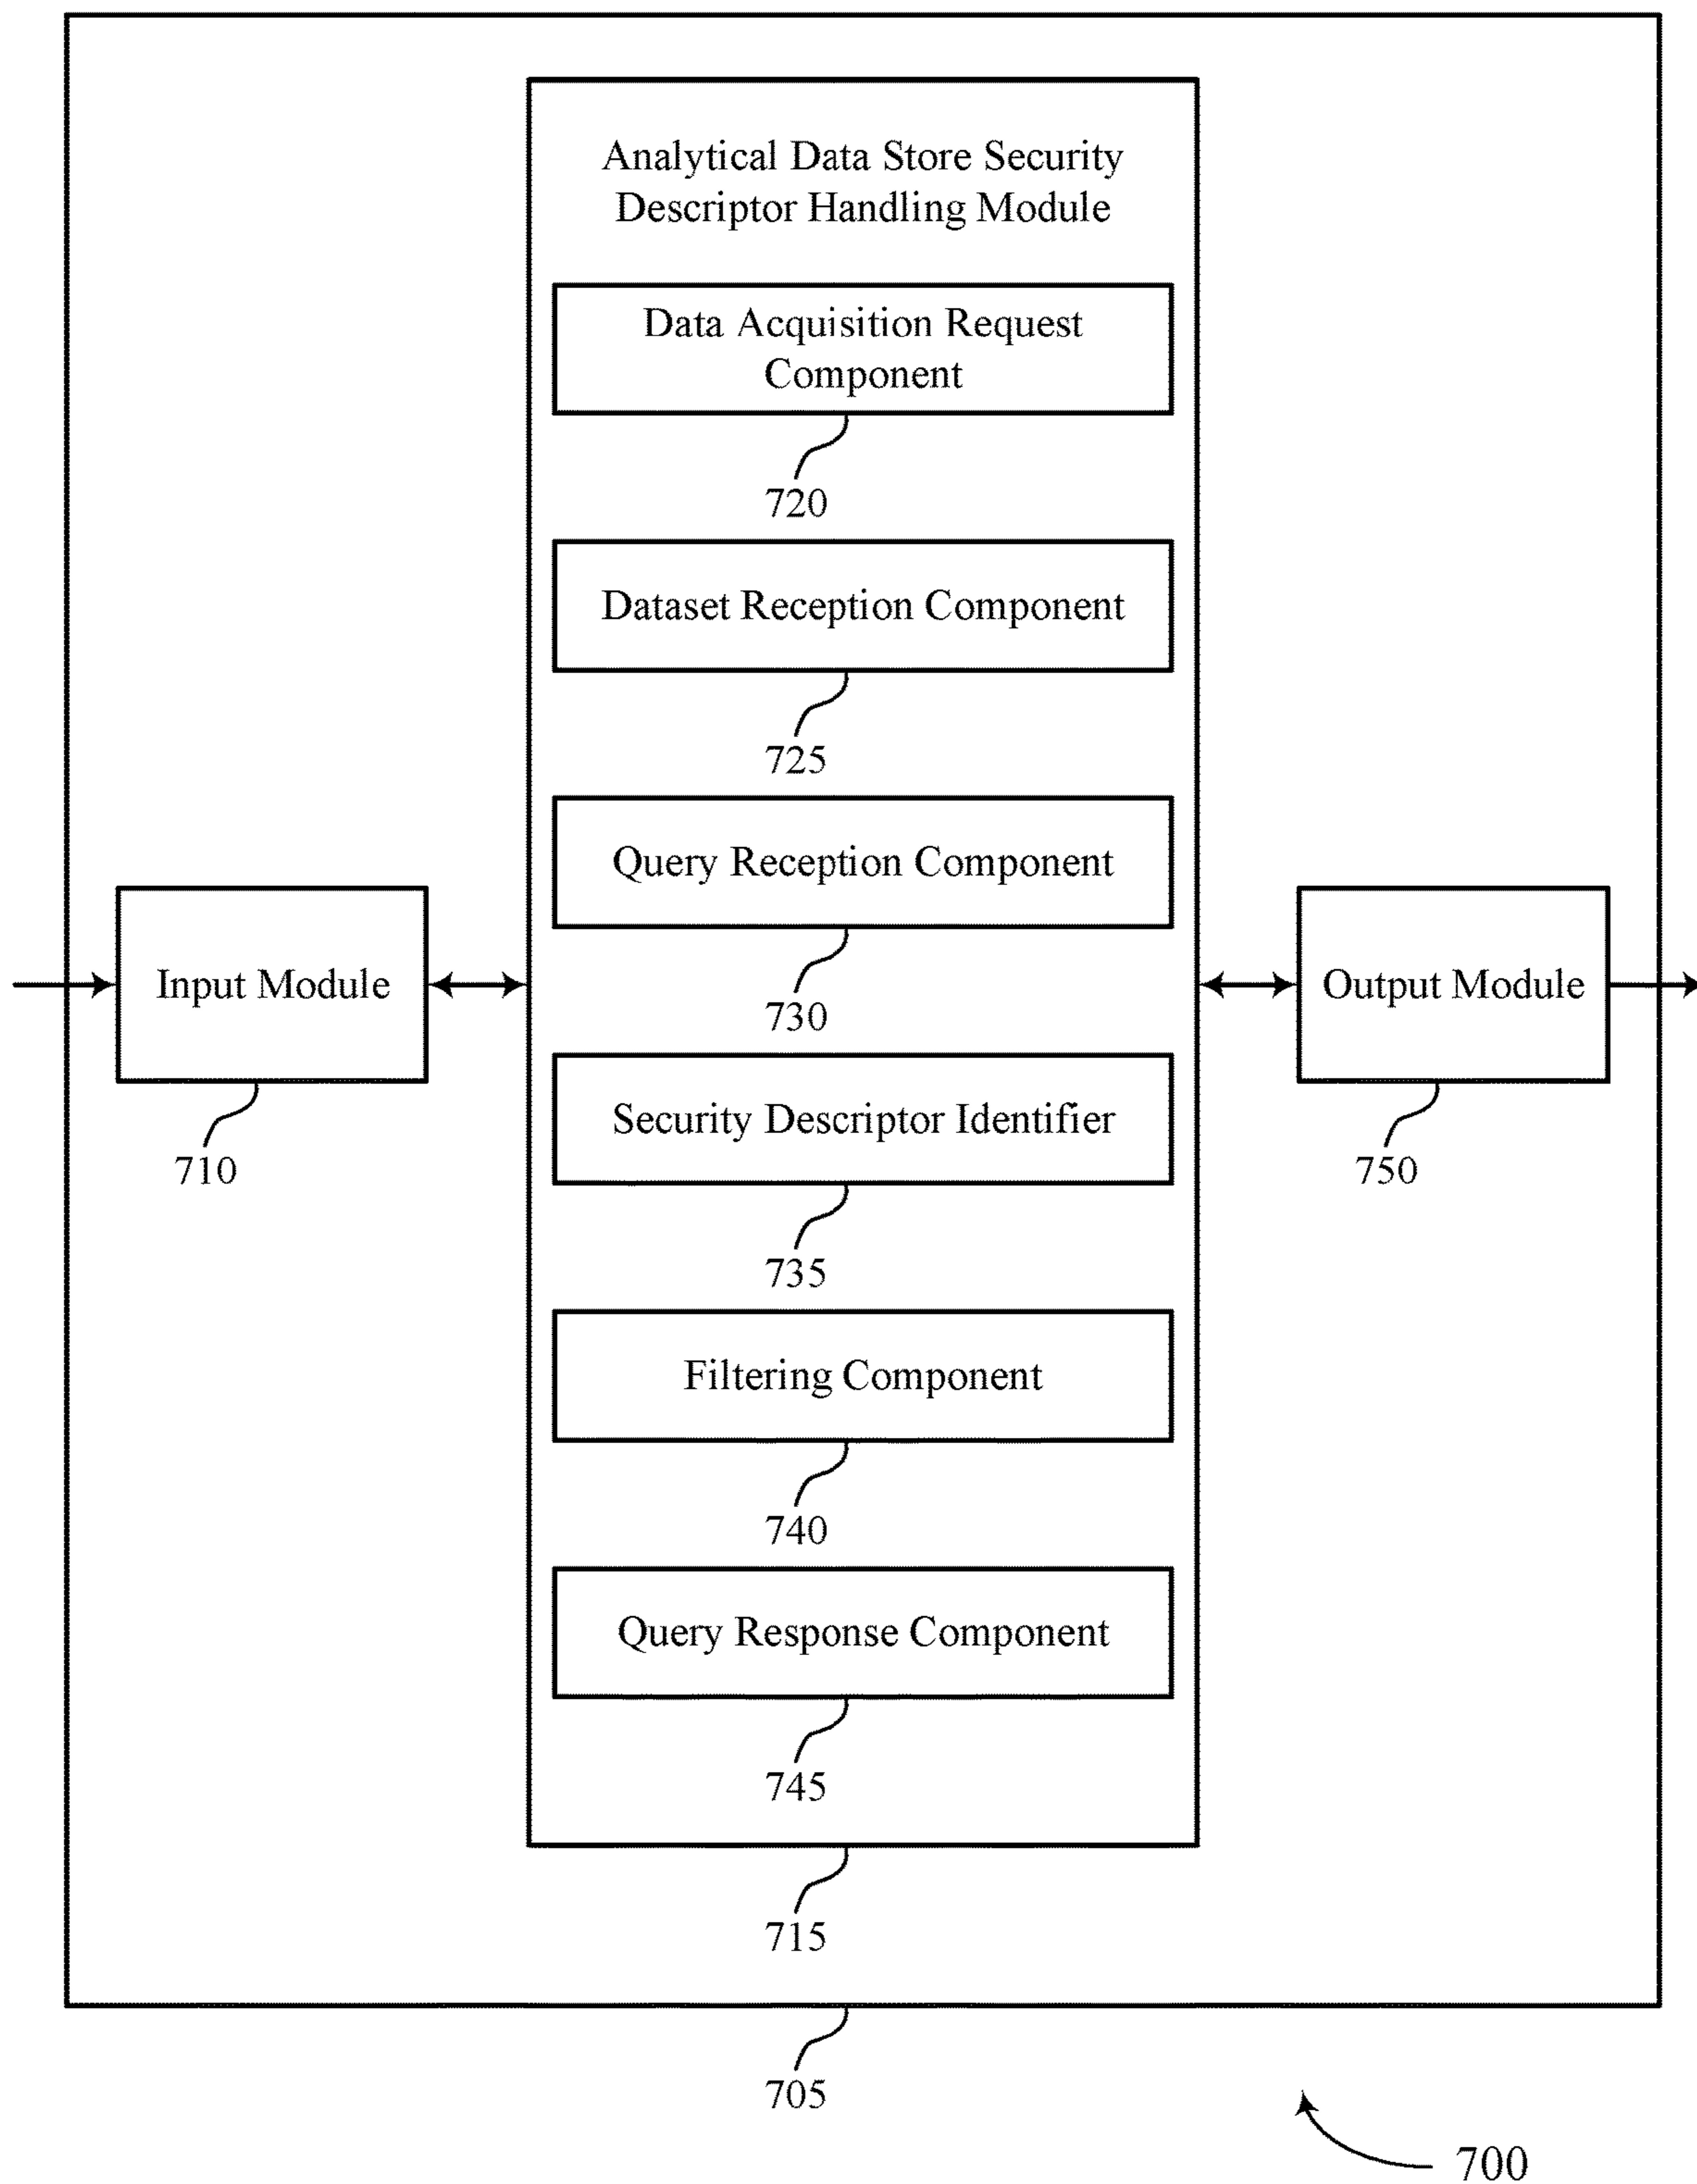 Analytical Data Store Security
Descriptor Handling Module
Data Acquisition Request
Component
720
Dataset Reception Component
725
Query Reception Component
730
Input Module
710
Output Module
750
Security Descriptor Identifier
735
Filtering Component
740
Query Response Component
745
715
705
700